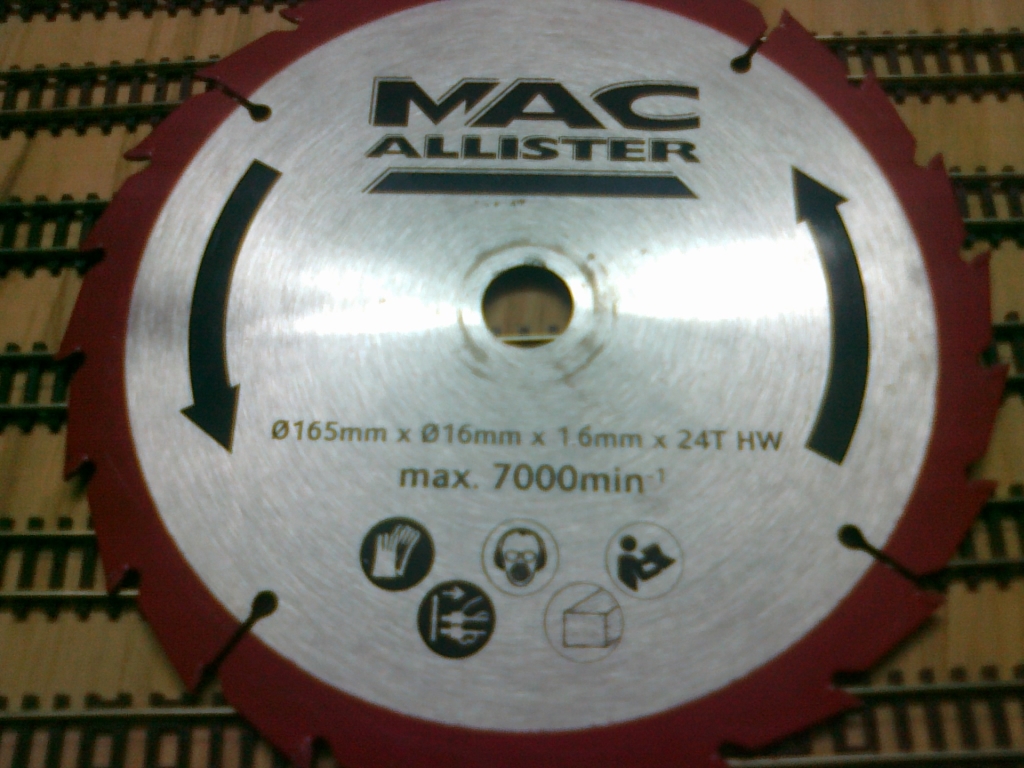 MAC
ALLISTER
Ø165mm x Ø16mm x 1.6mm x 24T HW
max. 7000min⁻¹